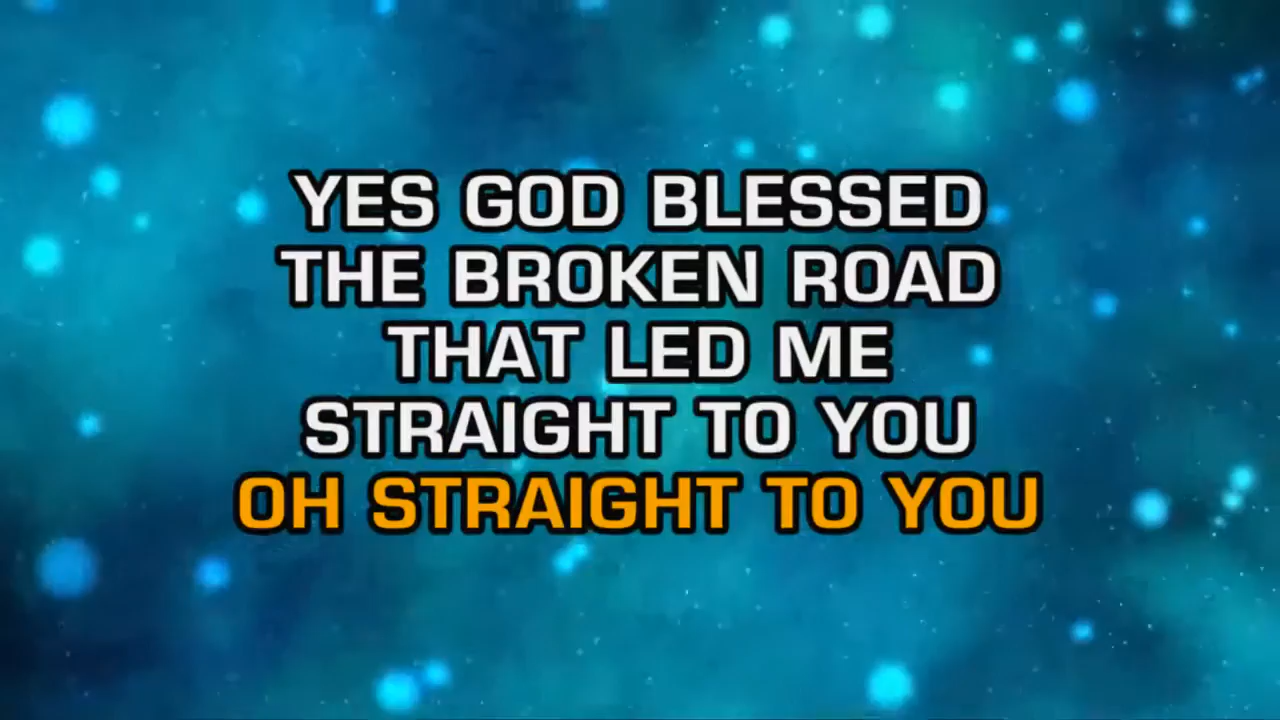 YES GOD BLESSED
THE BROKEN ROAD
THAT LED ME
STRAIGHT TO YOU
OH STRAIGHT TO YOU